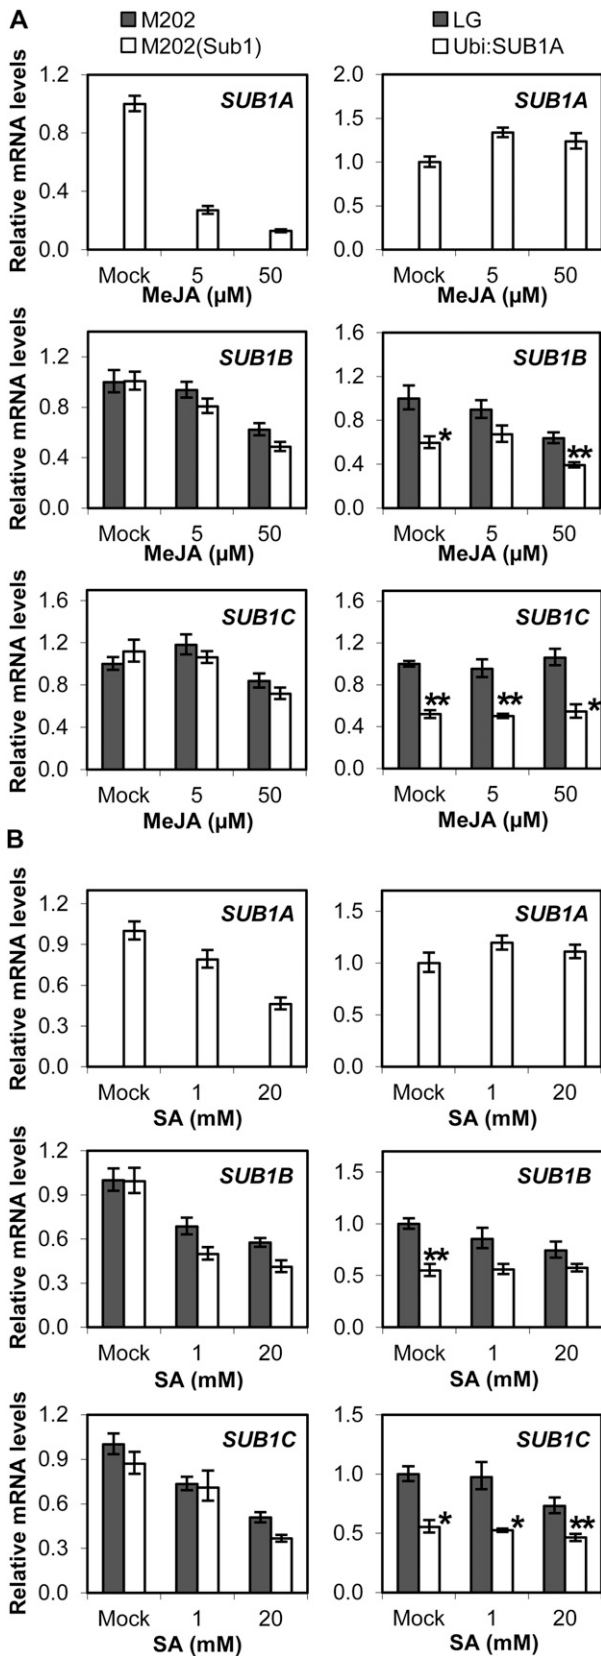 A
M202
M202(Sub1)
LG
Ubi:SUB1A
Relative mRNA levels
1.2
0.8
0.4
0.0
SUB1A
Mock 5 50
MeJA (µM)
2.0
1.5
1.0
0.5
0.0
SUB1A
Mock 5 50
MeJA (µM)
Relative mRNA levels
1.2
0.8
0.4
0.0
SUB1B
Mock 5 50
MeJA (µM)
1.6
1.2
0.8
0.4
0.0
SUB1B
*
**
Mock 5 50
MeJA (µM)
Relative mRNA levels
1.6
1.2
0.8
0.4
0.0
SUB1C
Mock 5 50
MeJA (µM)
1.6
1.2
0.8
0.4
0.0
SUB1C
** ** *
Mock 5 50
MeJA (µM)
B
Relative mRNA levels
1.2
0.9
0.6
0.3
0.0
SUB1A
Mock 1 20
SA (mM)
1.5
1.0
0.5
0.0
SUB1A
Mock 1 20
SA (mM)
Relative mRNA levels
1.2
0.9
0.6
0.3
0.0
SUB1B
Mock 1 20
SA (mM)
1.5
1.0
0.5
0.0
SUB1B
**
Mock 1 20
SA (mM)
Relative mRNA levels
1.2
0.9
0.6
0.3
0.0
SUB1C
Mock 1 20
SA (mM)
1.5
1.0
0.5
0.0
SUB1C
* * **
Mock 1 20
SA (mM)